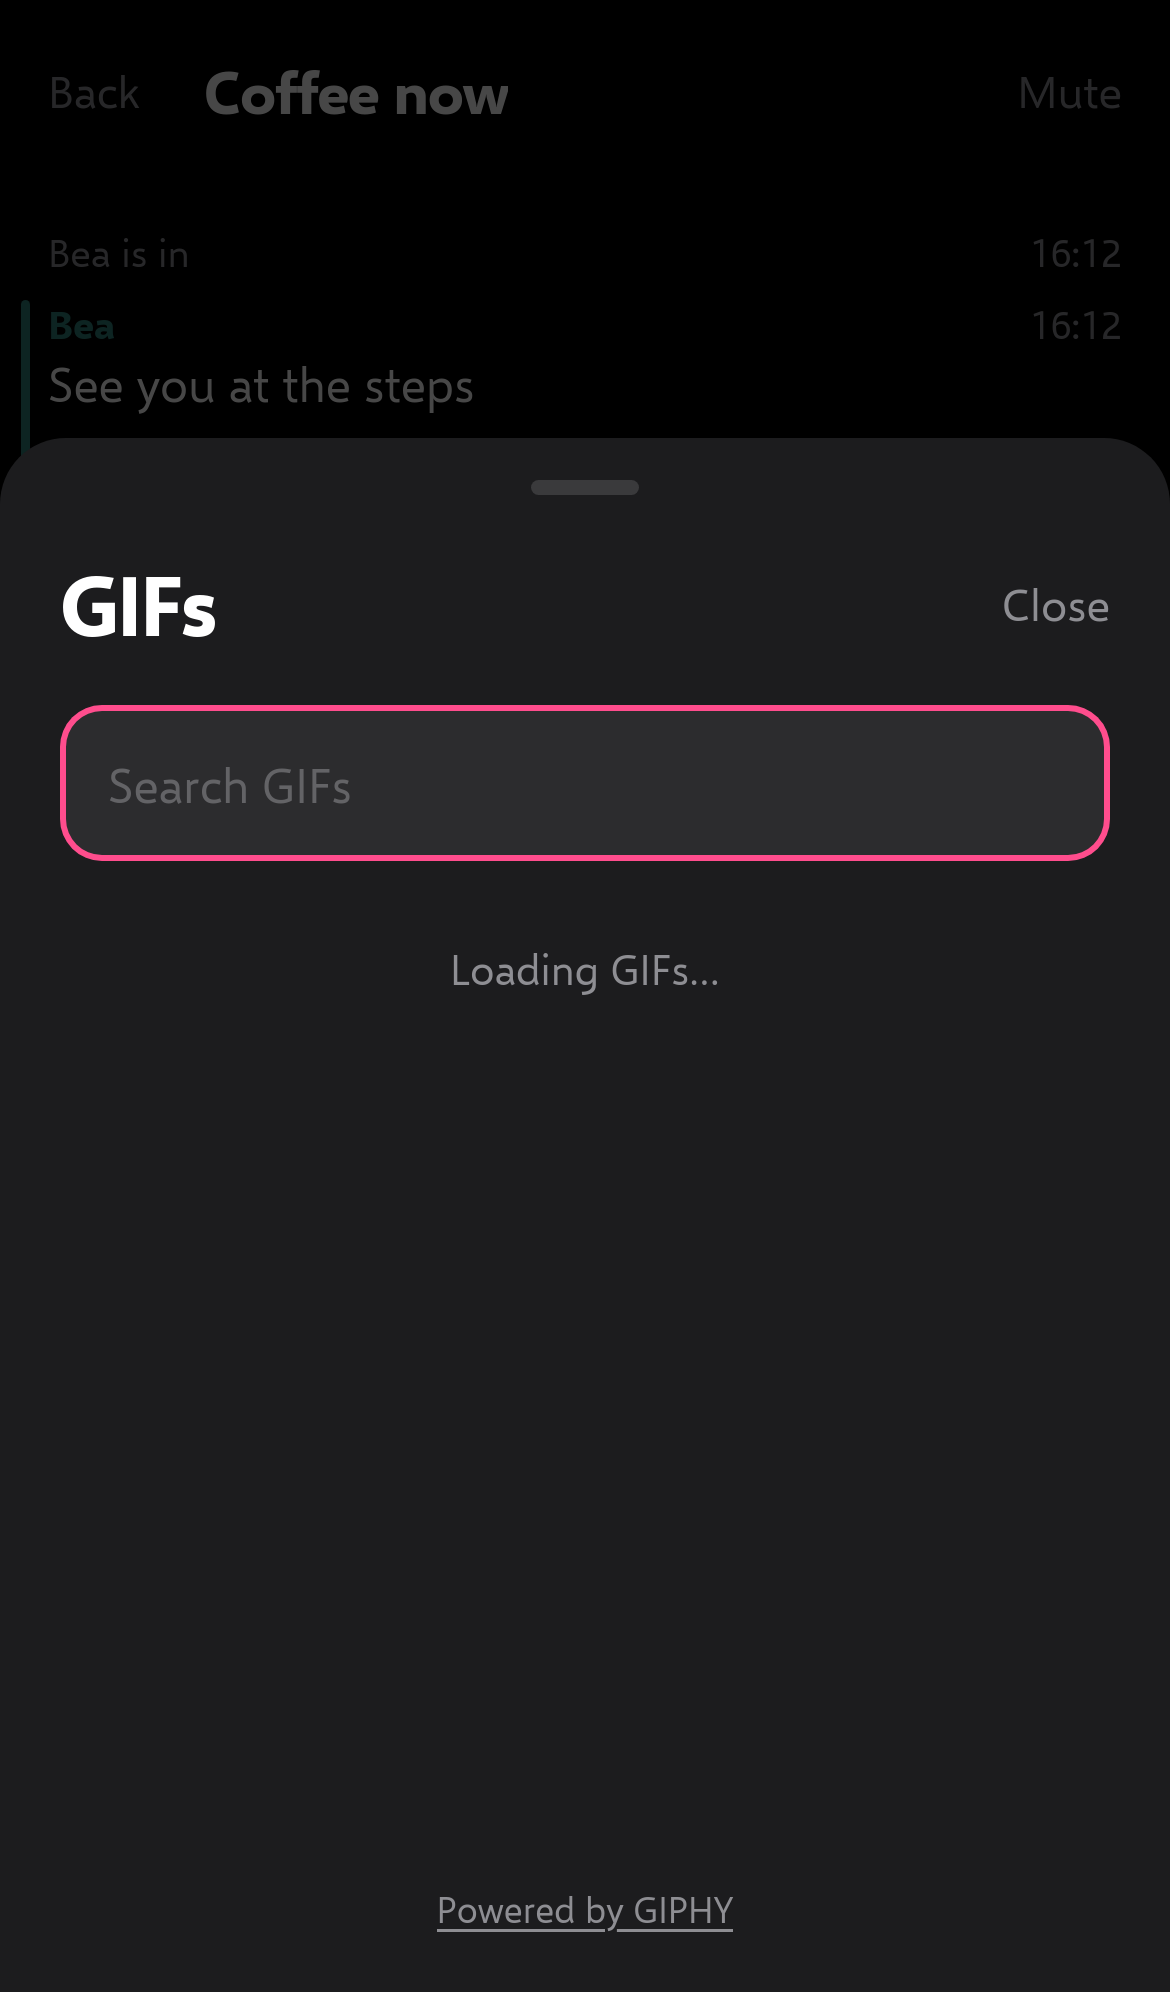 Back Coffee now Mute
Bea is in 16:12
Bea 16:12
See you at the steps
GIFs Close
Search GIFs
Loading GIFs...
Powered by GIPHY